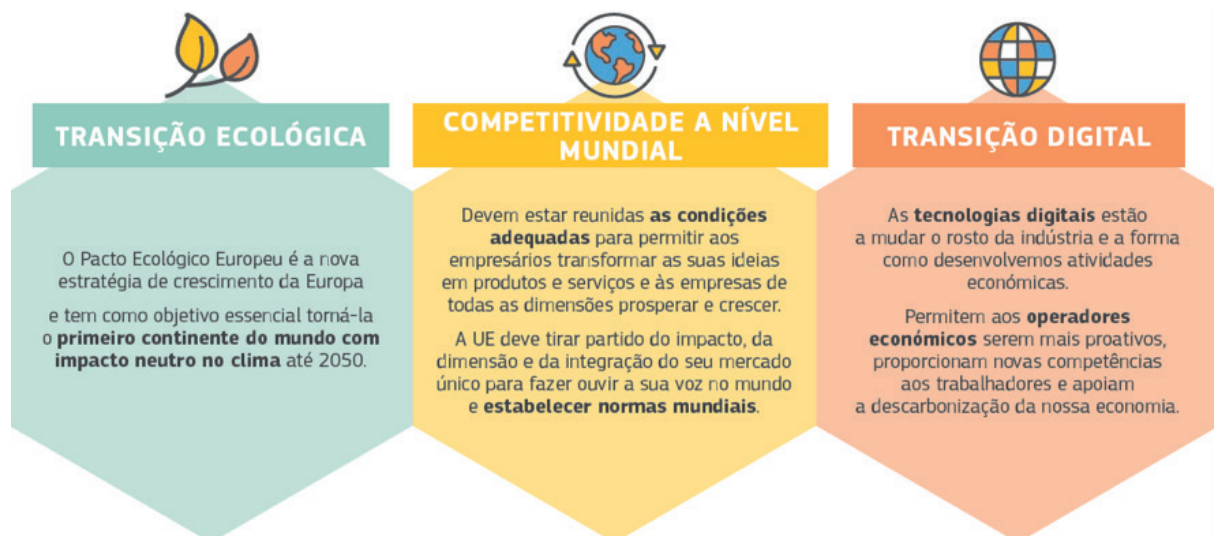 TRANSIÇÃO ECOLÓGICA
O Pacto Ecológico Europeu é a nova
estratégia de crescimento da Europa
e tem como objetivo essencial torná-la
o primeiro continente do mundo com
impacto neutro no clima até 2050.
COMPETITIVIDADE A NÍVEL
MUNDIAL
Devem estar reunidas as condições
adequadas para permitir aos
empresários transformar as suas ideias
em produtos e serviços e às empresas de
todas as dimensões prosperar e crescer.
A UE deve tirar partido do impacto, da
dimensão e da integração do seu mercado
único para fazer ouvir a sua voz no mundo
e estabelecer normas mundiais.
TRANSIÇÃO DIGITAL
As tecnologias digitais estão
a mudar o rosto da indústria e a forma
como desenvolvemos atividades
económicas.
Permitem aos operadores
económicos serem mais proativos,
proporcionam novas competências
aos trabalhadores e apoiam
a descarbonização da nossa economia.